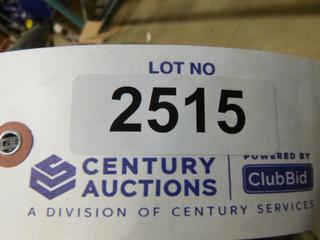 LOT NO
2515
CENTURY AUCTIONS
POWERED BY
ClubBid
A DIVISION OF CENTURY SERVICES